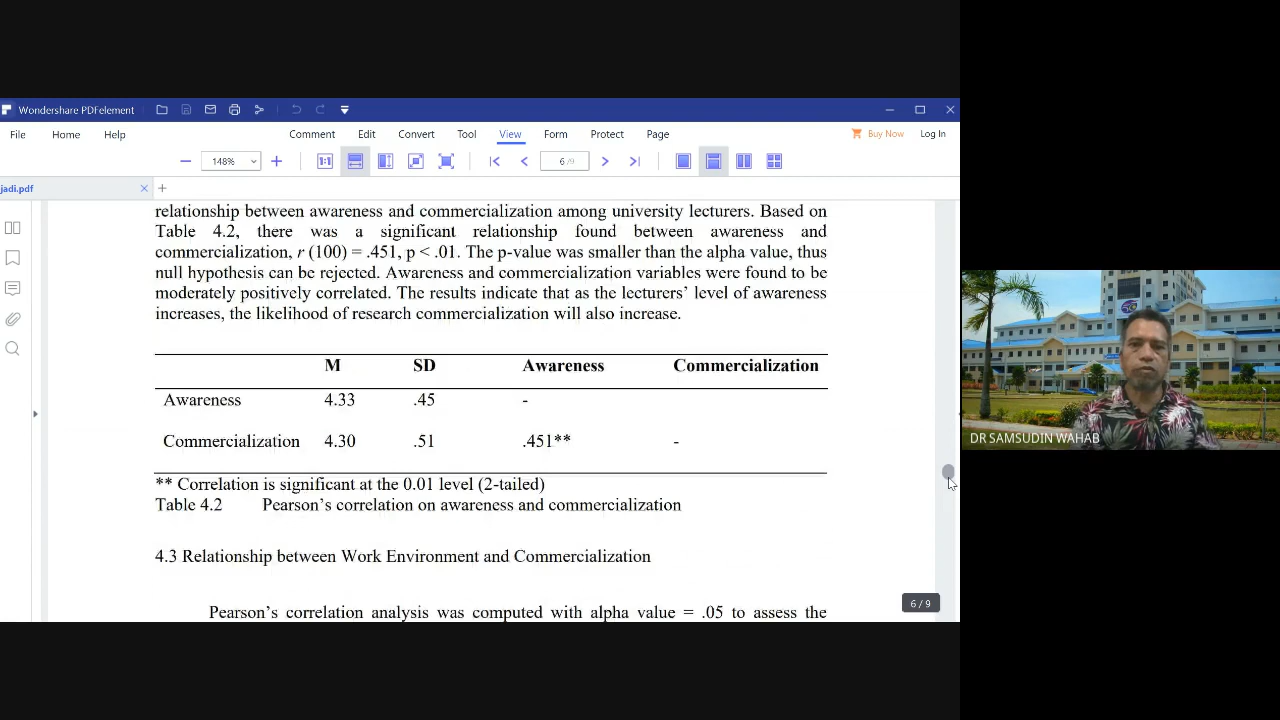 Wondershare PDFelement
File Home Help Comment Edit Convert Tool View Form Protect Page Buy Now Log In
148% 1:1 6/9
jadi.pdf
relationship between awareness and commercialization among university lecturers. Based on
Table 4.2, there was a significant relationship found between awareness and
commercialization, r (100) = .451, p < .01. The p-value was smaller than the alpha value, thus
null hypothesis can be rejected. Awareness and commercialization variables were found to be
moderately positively correlated. The results indicate that as the lecturers’ level of awareness
increases, the likelihood of research commercialization will also increase.
M SD Awareness Commercialization
Awareness 4.33 .45 -
Commercialization 4.30 .51 .451** -
** Correlation is significant at the 0.01 level (2-tailed)
Table 4.2 Pearson’s correlation on awareness and commercialization
4.3 Relationship between Work Environment and Commercialization
Pearson’s correlation analysis was computed with alpha value = .05 to assess the
6 / 9
DR SAMSUDIN WAHAB